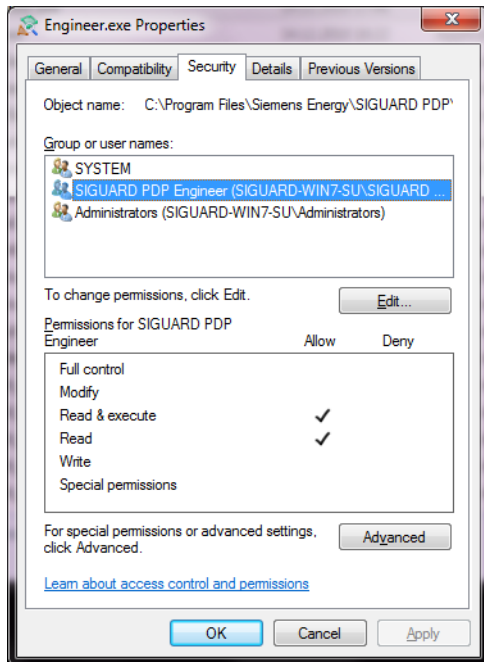 Engineer.exe Properties
General Compatibility Security Details Previous Versions
Object name: C:\Program Files\Siemens Energy\SIGUARD PDP\
Group or user names:
SYSTEM
SIGUARD PDP Engineer (SIGUARD-WIN7-SU\SIGUARD ...
Administrators (SIGUARD-WIN7-SU\Administrators)
To change permissions, click Edit.
Edit...
Permissions for SIGUARD PDP
Engineer Allow Deny
Full control
Modify
Read & execute
Read
Write
Special permissions
For special permissions or advanced settings,
click Advanced.
Advanced
Learn about access control and permissions
OK Cancel Apply